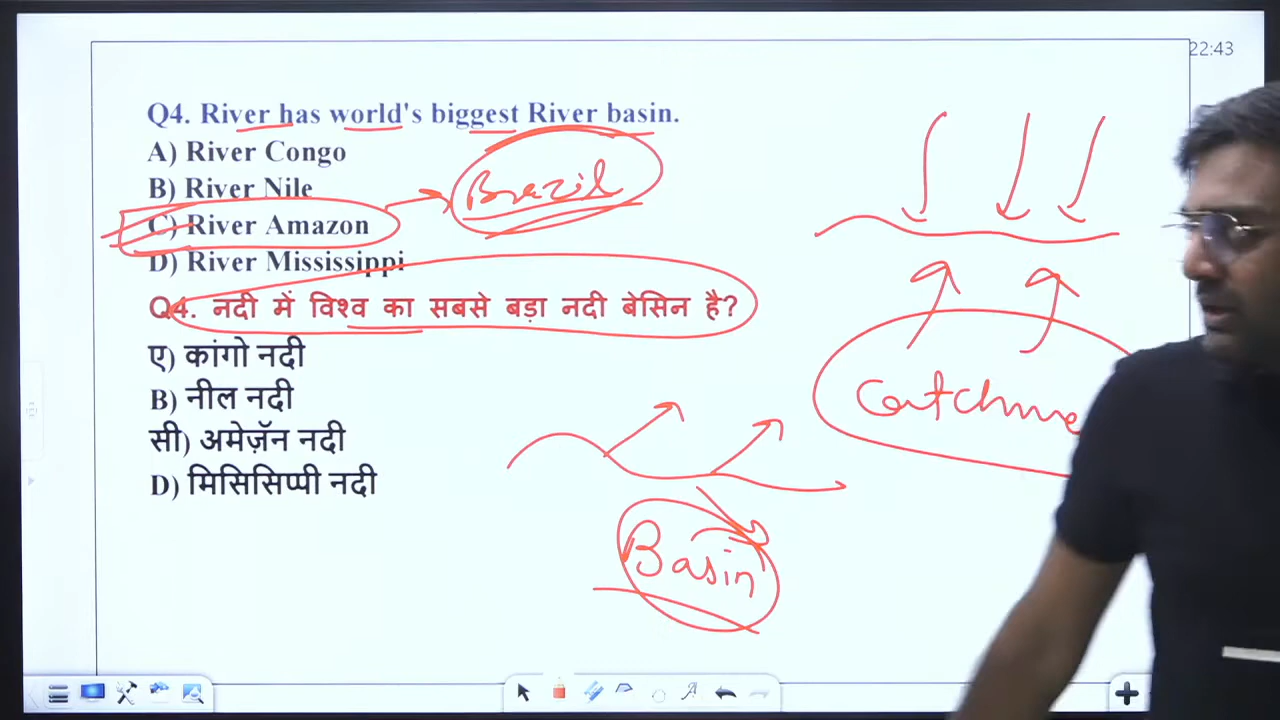 22:43
Q4. River has world's biggest River basin.
A) River Congo
B) River Nile
C) River Amazon
D) River Mississippi
Brazil
Q4. नदी में विश्व का सबसे बड़ा नदी बेसिन है?
ए) कांगो नदी
B) नील नदी
सी) अमेज़ॅन नदी
D) मिसिसिप्पी नदी
Catchme
Basin